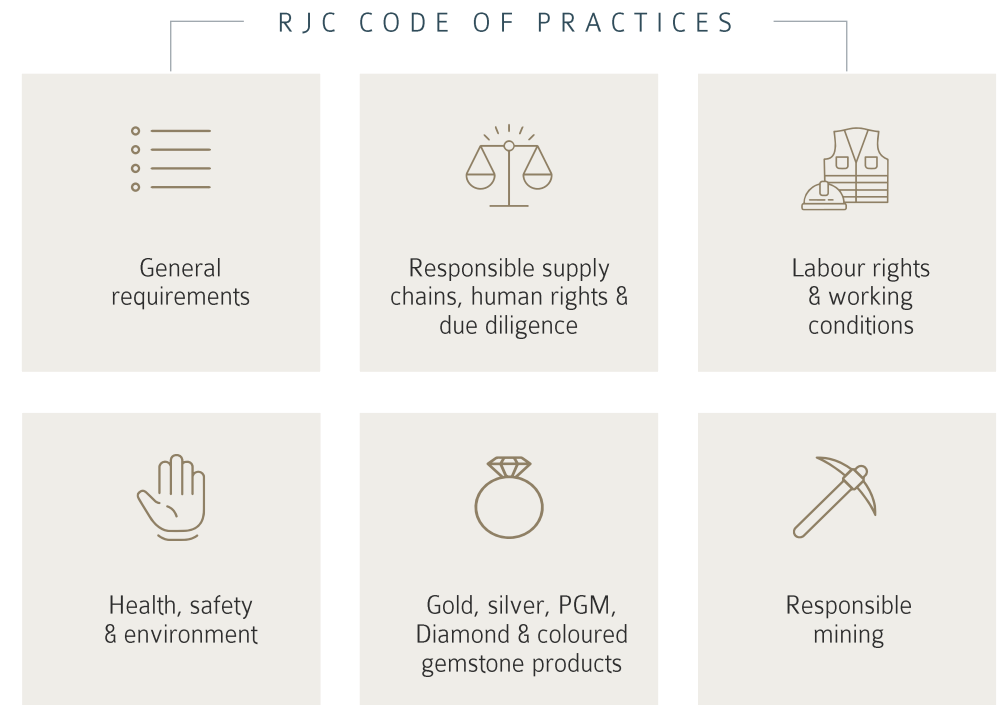 RJC CODE OF PRACTICES
General
requirements
Responsible supply
chains, human rights &
due diligence
Labour rights
& working
conditions
Health, safety
& environment
Gold, silver, PGM,
Diamond & coloured
gemstone products
Responsible
mining